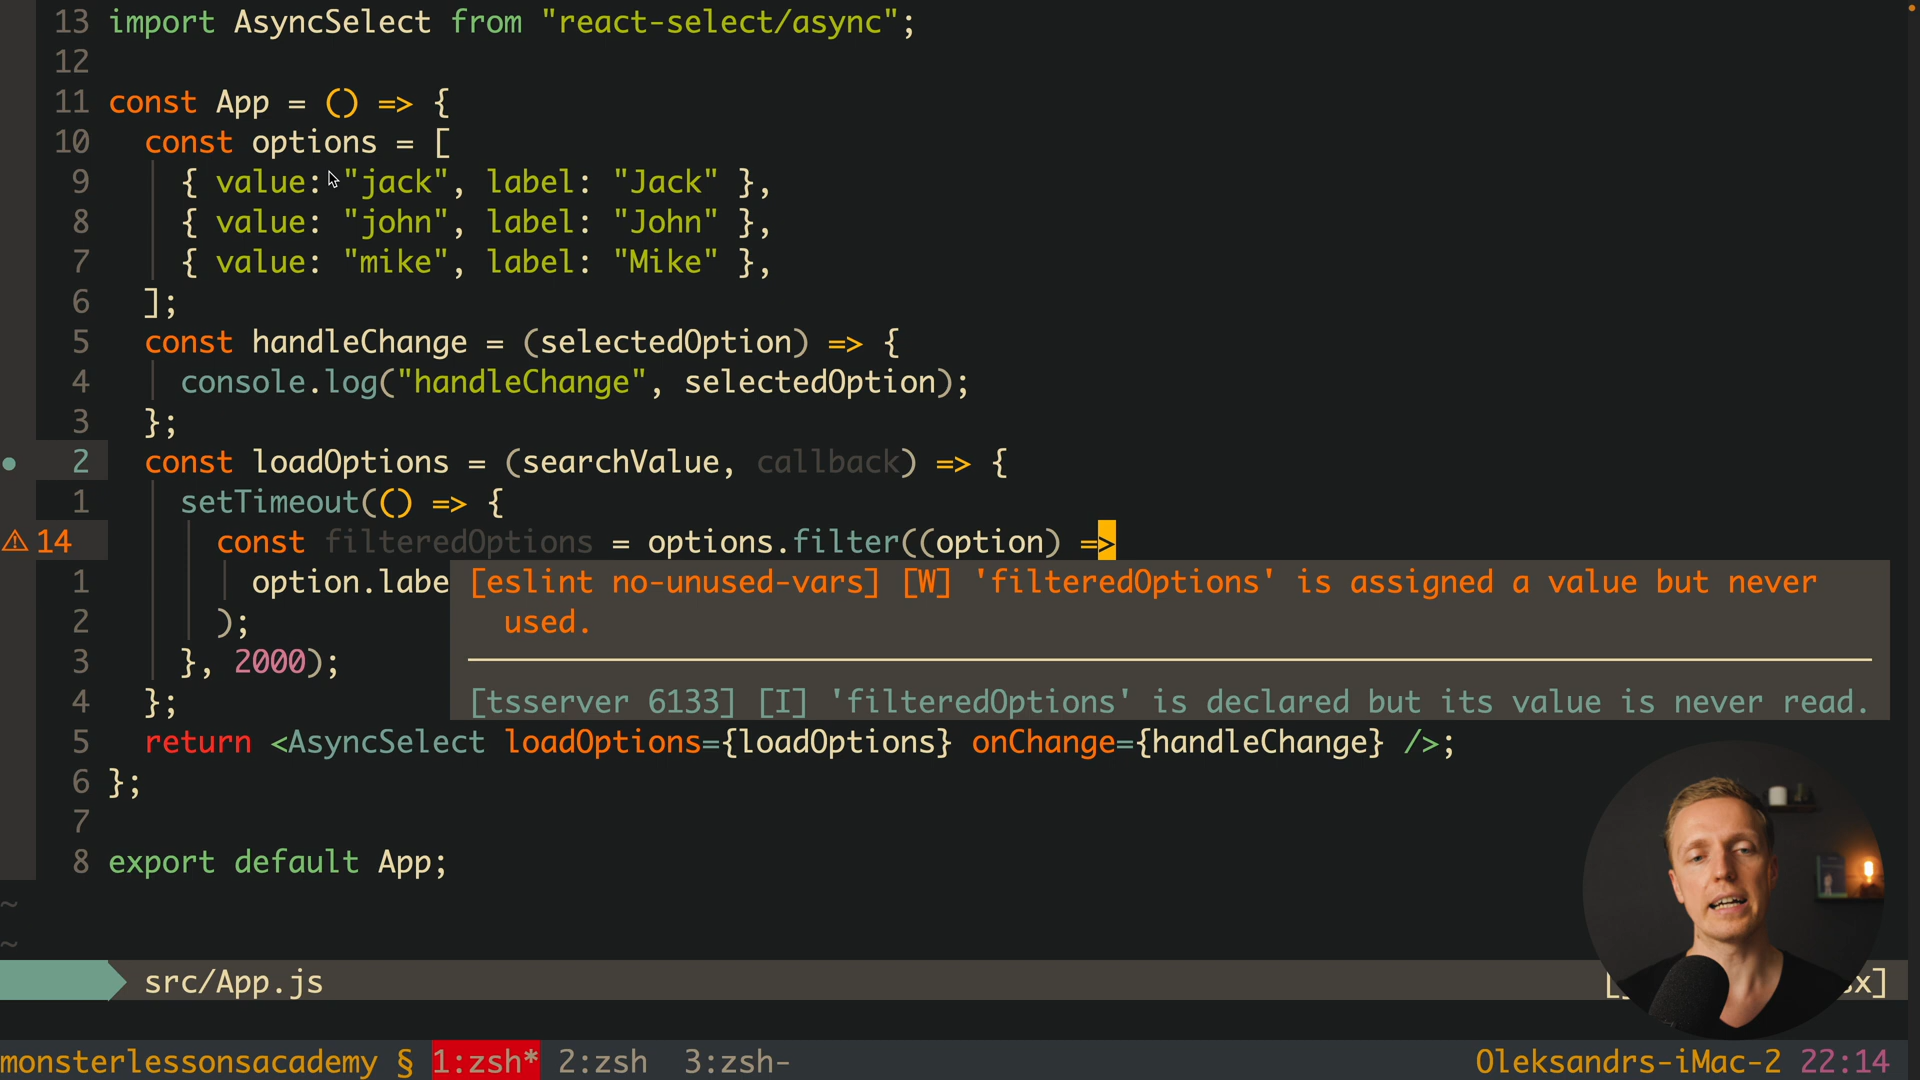 13 import AsyncSelect from "react-select/async";
12
11 const App = () => {
10 const options = [
9 { value: "jack", label: "Jack" },
8 { value: "john", label: "John" },
7 { value: "mike", label: "Mike" },
6 ];
5 const handleChange = (selectedOption) => {
4 console.log("handleChange", selectedOption);
3 };
2 const loadOptions = (searchValue, callback) => {
1 setTimeout(() => {
14 const filteredOptions = options.filter((option) =>
1 option.labe
[eslint no-unused-vars] [W] 'filteredOptions' is assigned a value but never
2 );
used.
3 }, 2000);
4 };
[tsserver 6133] [I] 'filteredOptions' is declared but its value is never read.
5 return <AsyncSelect loadOptions={loadOptions} onChange={handleChange} />;
6 };
7
8 export default App;
~
~
src/App.js
monsterlessonsacademy § 1:zsh* 2:zsh 3:zsh- Oleksandrs-iMac-2 22:14